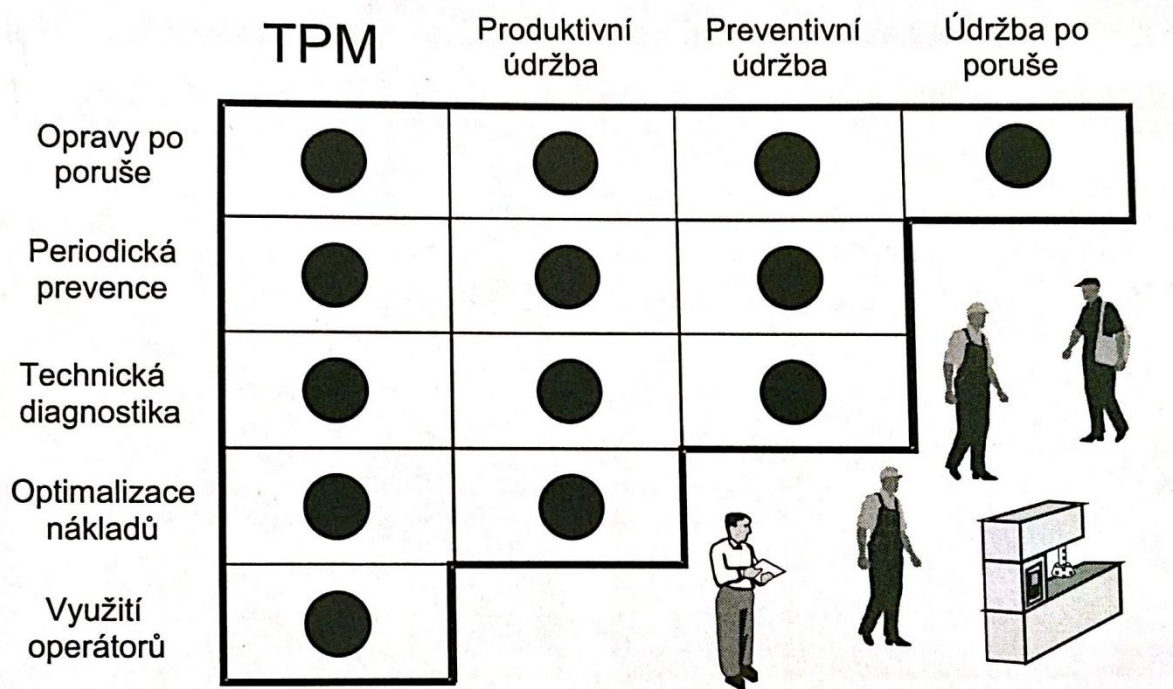 TPM
Produktivní
údržba
Preventivní
údržba
Údržba po
poruše
Opravy po
poruše
Periodická
prevence
Technická
diagnostika
Optimalizace
nákladů
Využití
operátorů